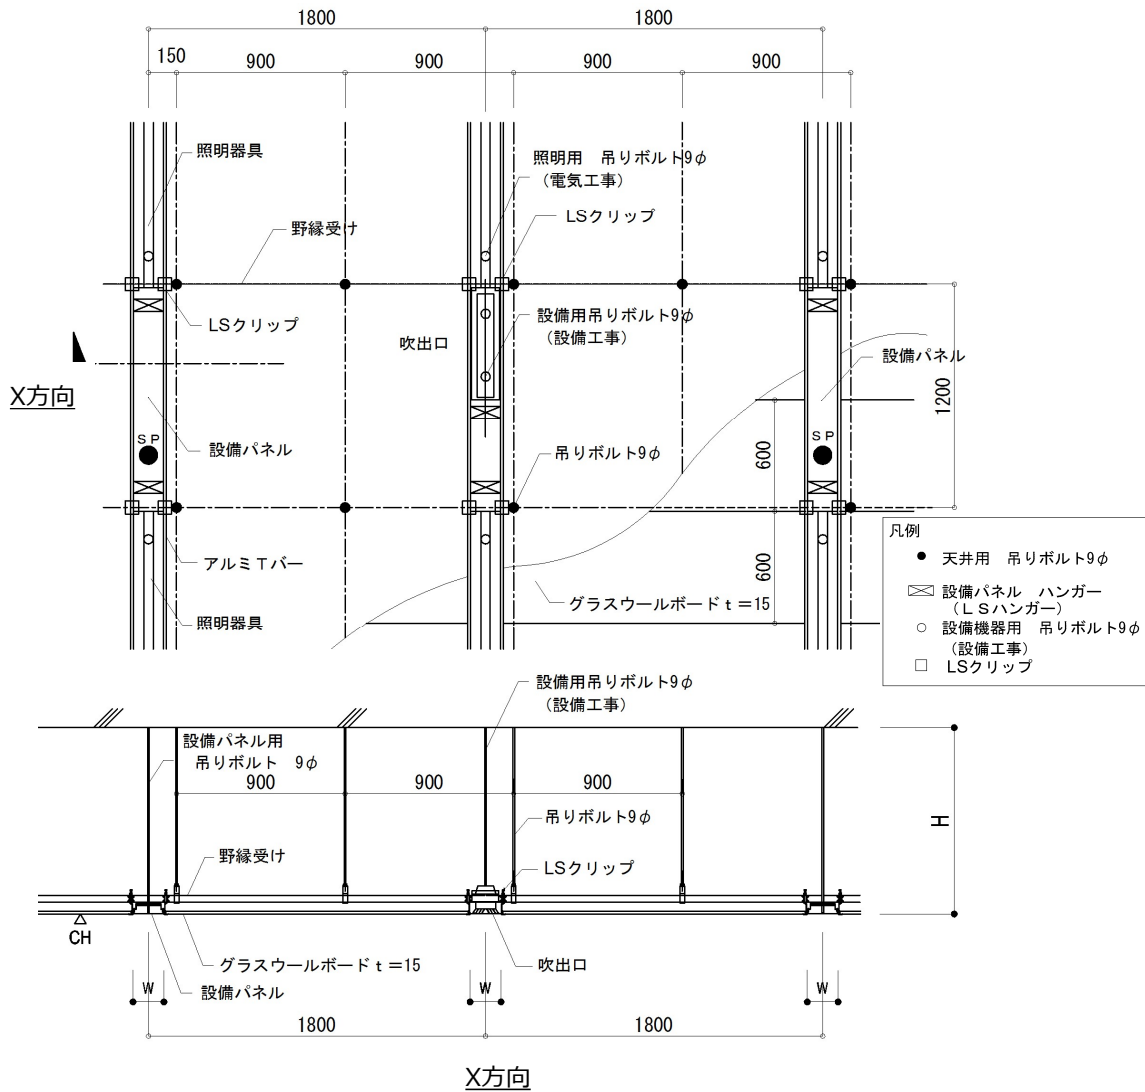 1800
1800
150
900
900
900
900
照明器具
照明用 吊りボルト9φ
(電気工事)
LSクリップ
野縁受け
LSクリップ
設備用吊りボルト9φ
(設備工事)
吹出口
設備パネル
X方向
1200
SP
設備パネル
吊りボルト9φ
SP
600
アルミTバー
600
グラスウールボードt=15
照明器具
凡例
天井用 吊りボルト9φ
設備パネル ハンガー
(LSハンガー)
設備機器用 吊りボルト9φ
(設備工事)
LSクリップ
設備用吊りボルト9φ
(設備工事)
設備パネル用
吊りボルト 9φ
900
900
900
吊りボルト9φ
H
野縁受け
LSクリップ
CH
グラスウールボードt=15
吹出口
設備パネル
W
W
W
1800
1800
X方向